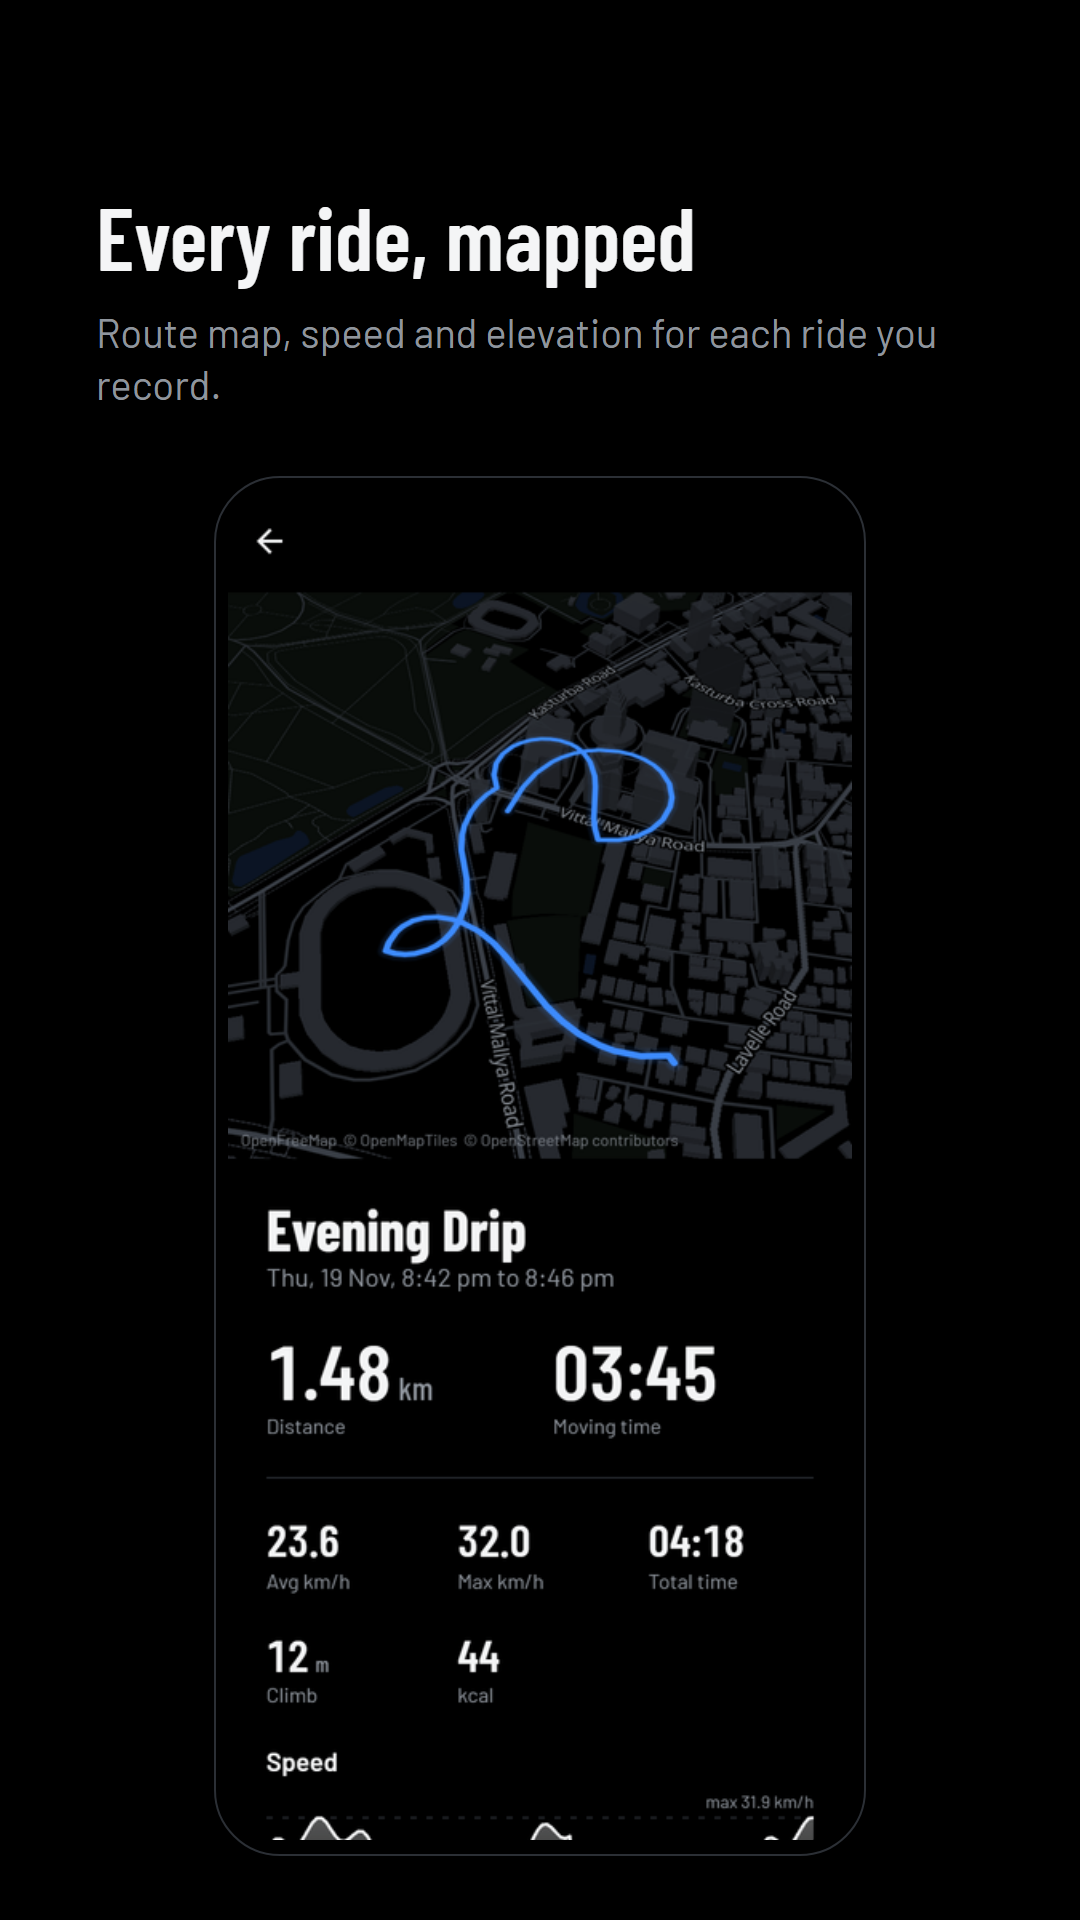 Every ride, mapped
Route map, speed and elevation for each ride you
record.
Kasturba Road
Kasturba Cross Road
Vittal Mallya Road
Vittal Mallya Road
Lavelle Road
OpenFreeMap © OpenMapTiles © OpenStreetMap contributors
Evening Drip
Thu, 19 Nov, 8:42 pm to 8:46 pm
1.48 km 03:45
Distance Moving time
23.6 32.0 04:18
Avg km/h Max km/h Total time
12 m 44
Climb kcal
Speed
max 31.9 km/h